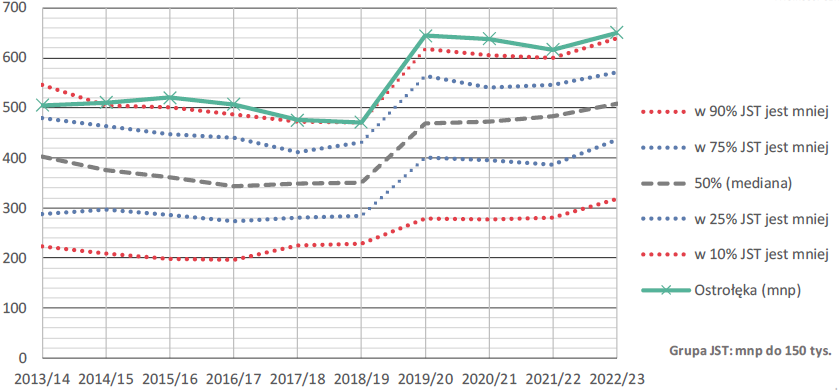 700
600
500
400
300
200
100
0
2013/14 2014/15 2015/16 2016/17 2017/18 2018/19 2019/20 2020/21 2021/22 2022/23
w 90% JST jest mniej
w 75% JST jest mniej
50% (mediana)
w 25% JST jest mniej
w 10% JST jest mniej
Ostrołęka (mnp)
Grupa JST: mnp do 150 tys.